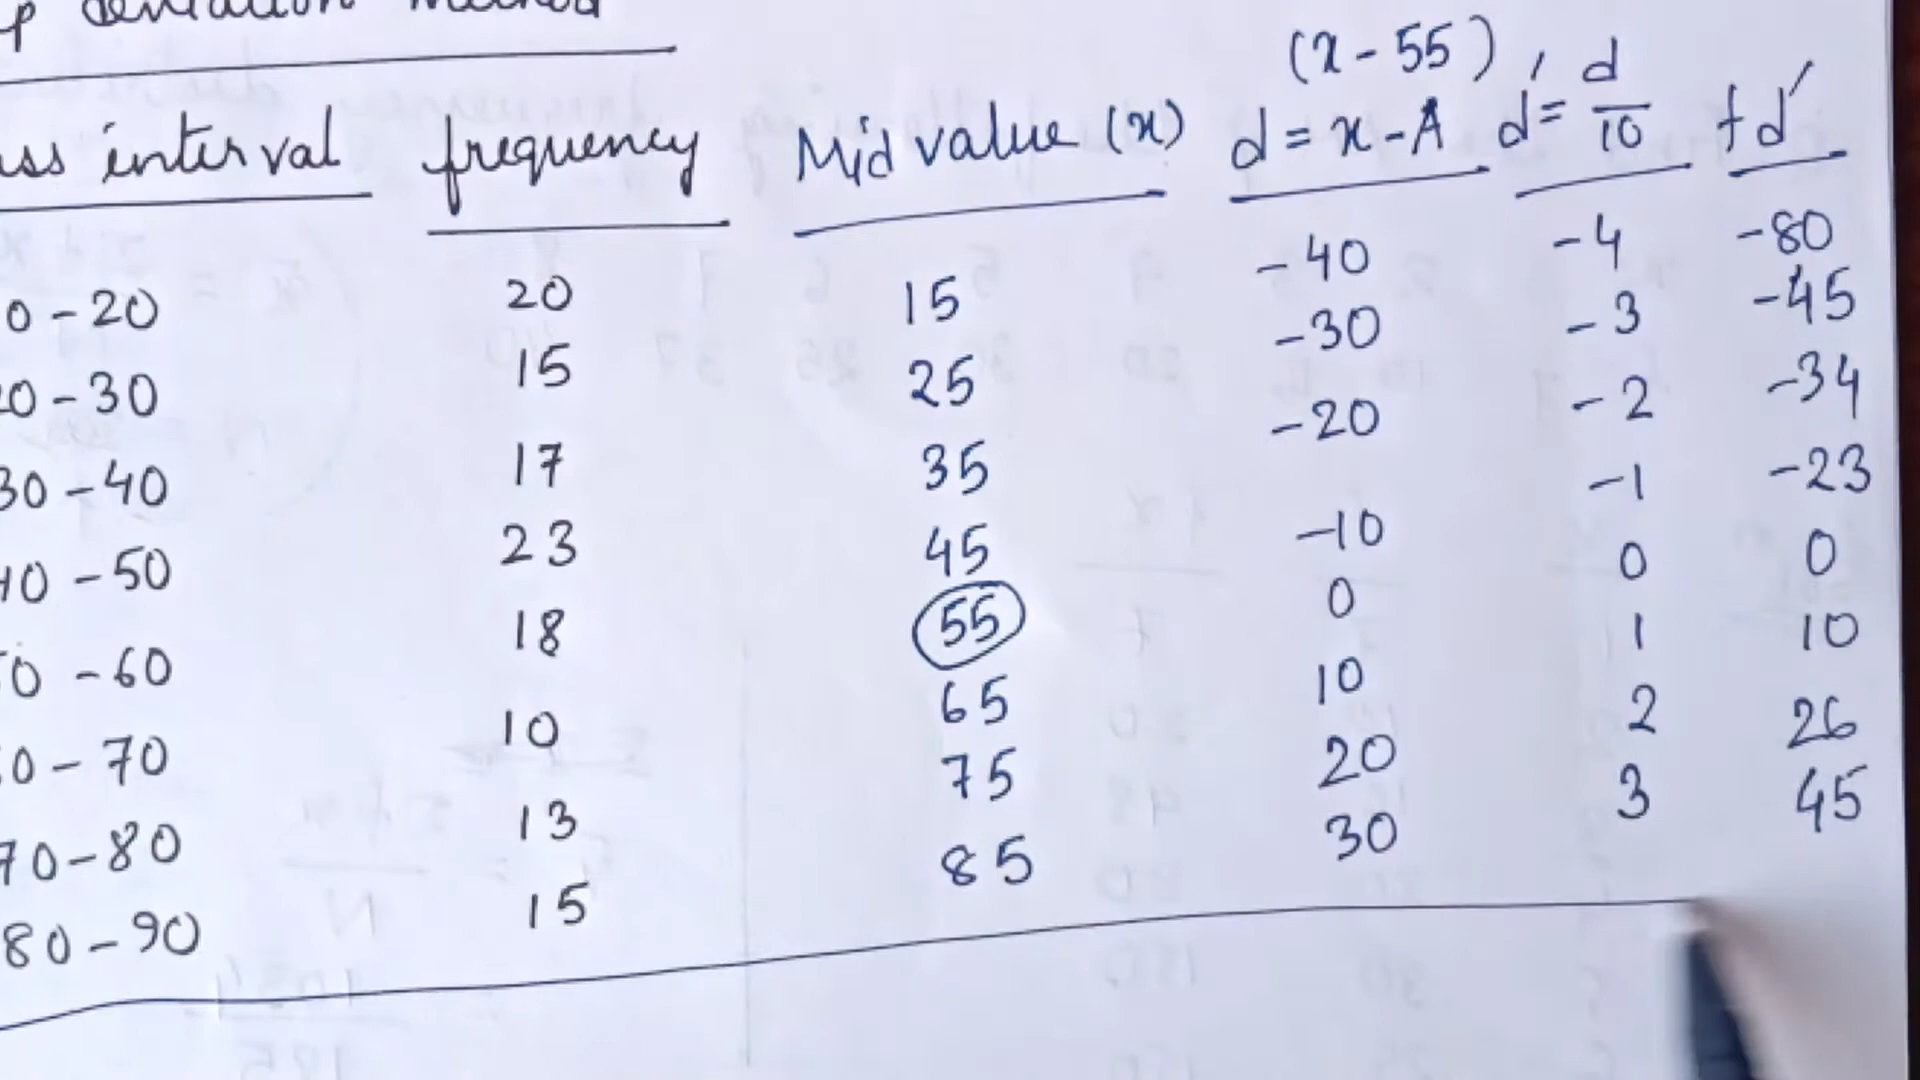 deviation method
(x - 55)
ss interval frequency Mid value (x) d = x - A d' = d/10 fd'
0 - 20 20 15 -40 -4 -80
0 - 30 15 25 -30 -3 -45
30 - 40 17 35 -20 -2 -34
10 - 50 23 45 -10 -1 -23
0 - 60 18 55 0 0 0
0 - 70 10 65 10 1 10
70 - 80 13 75 20 2 26
80 - 90 15 85 30 3 45